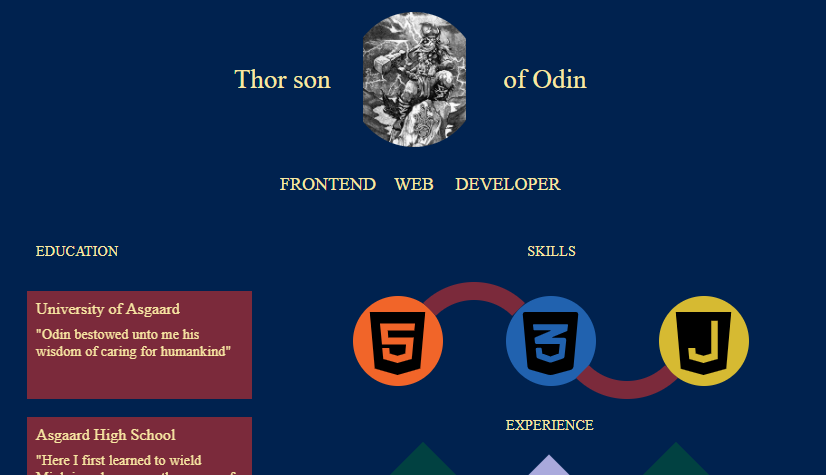 Thor son of Odin
FRONTEND WEB DEVELOPER
EDUCATION
University of Asgaard
"Odin bestowed unto me his
wisdom of caring for humankind"
Asgaard High School
"Here I first learned to wield
SKILLS
5 3 J
EXPERIENCE